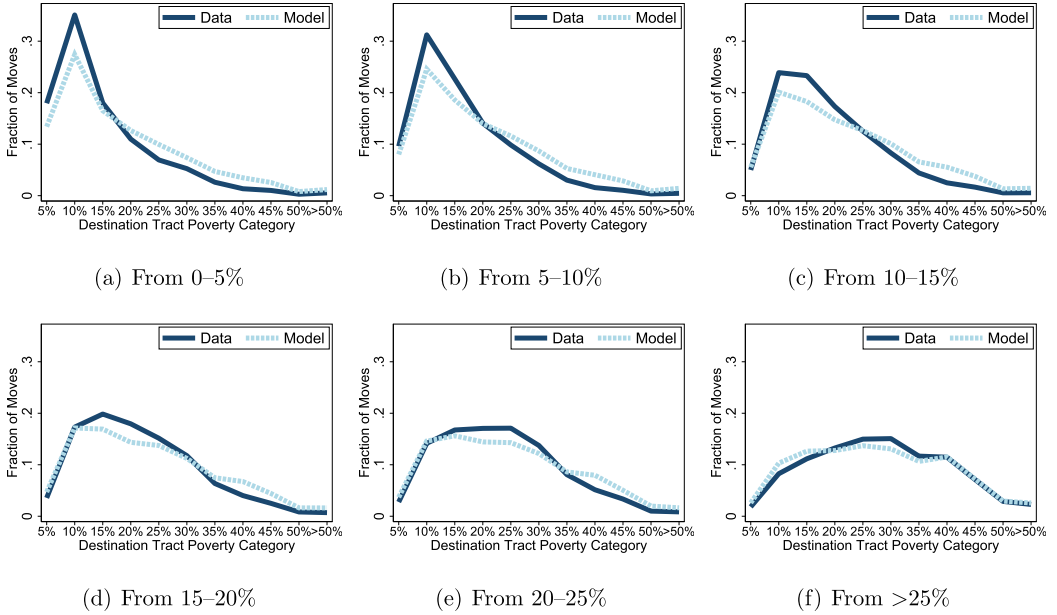 Data Model
Fraction of Moves
0 .1 .2 .3
5% 10% 15% 20% 25% 30% 35% 40% 45% 50% >50%
Destination Tract Poverty Category
(a) From 0–5%
Data Model
Fraction of Moves
0 .1 .2 .3
5% 10% 15% 20% 25% 30% 35% 40% 45% 50% >50%
Destination Tract Poverty Category
(b) From 5–10%
Data Model
Fraction of Moves
0 .1 .2 .3
5% 10% 15% 20% 25% 30% 35% 40% 45% 50% >50%
Destination Tract Poverty Category
(c) From 10–15%
Data Model
Fraction of Moves
0 .1 .2 .3
5% 10% 15% 20% 25% 30% 35% 40% 45% 50% >50%
Destination Tract Poverty Category
(d) From 15–20%
Data Model
Fraction of Moves
0 .1 .2 .3
5% 10% 15% 20% 25% 30% 35% 40% 45% 50% >50%
Destination Tract Poverty Category
(e) From 20–25%
Data Model
Fraction of Moves
0 .1 .2 .3
5% 10% 15% 20% 25% 30% 35% 40% 45% 50% >50%
Destination Tract Poverty Category
(f) From >25%